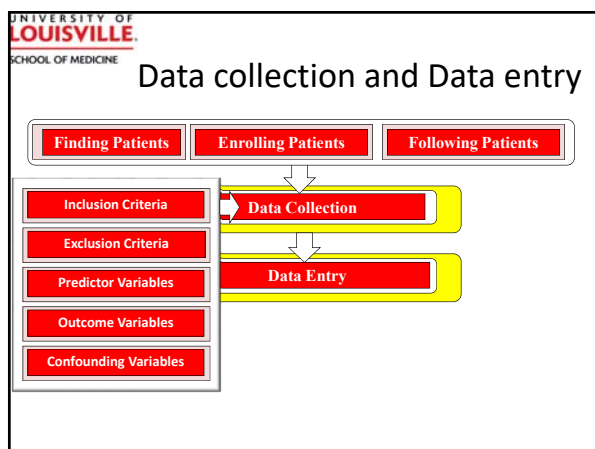 UNIVERSITY OF
LOUISVILLE.
SCHOOL OF MEDICINE
Data collection and Data entry
Finding Patients Enrolling Patients Following Patients
Inclusion Criteria Data Collection
Exclusion Criteria
Predictor Variables Data Entry
Outcome Variables
Confounding Variables